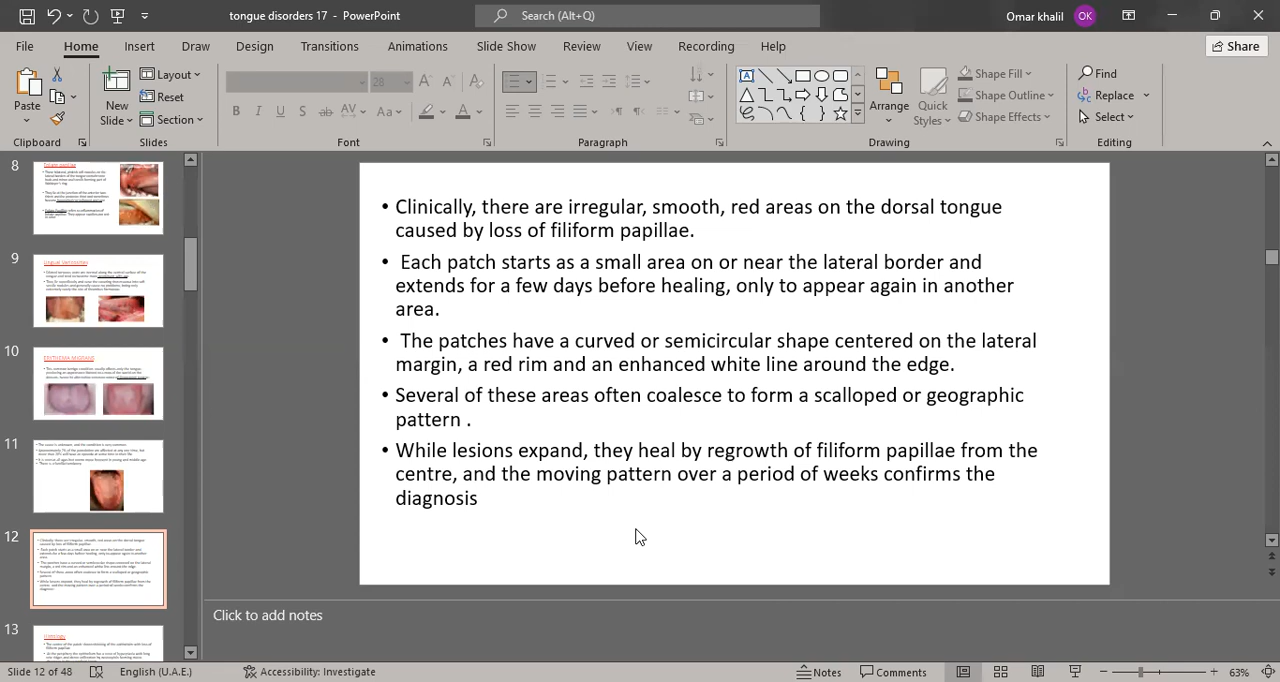 tongue disorders 17 - PowerPoint
Search (Alt+Q)
Omar khalil
OK
File Home Insert Draw Design Transitions Animations Slide Show Review View Recording Help
Share
Paste
New Slide
Layout
Reset
Section
28
Arrange
Quick Styles
Shape Fill
Shape Outline
Shape Effects
Find
Replace
Select
Clipboard Slides Font Paragraph Drawing Editing
8
9
10
ERYTHEMA MIGRANS
11
12
13
• Clinically, there are irregular, smooth, red areas on the dorsal tongue
caused by loss of filiform papillae.
• Each patch starts as a small area on or near the lateral border and
extends for a few days before healing, only to appear again in another
area.
• The patches have a curved or semicircular shape centered on the lateral
margin, a red rim and an enhanced white line around the edge.
• Several of these areas often coalesce to form a scalloped or geographic
pattern .
• While lesions expand, they heal by regrowth of filiform papillae from the
centre, and the moving pattern over a period of weeks confirms the
diagnosis
Click to add notes
Slide 12 of 48 English (U.A.E.) Accessibility: Investigate Notes Comments 63%